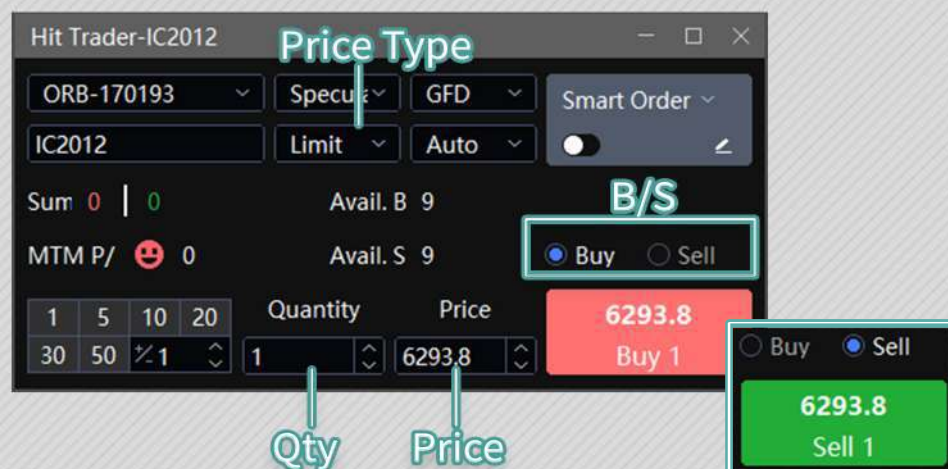 Hit Trader-IC2012
Price Type
ORB-170193 Specula GFD Smart Order
IC2012 Limit Auto
Sum 0 0 Avail. B 9 B/S
MTM P/ 0 Avail. S 9 Buy Sell
1 5 10 20 Quantity Price 6293.8
30 50 +/- 1 1 6293.8 Buy 1
Buy Sell
6293.8
Sell 1
Qty Price